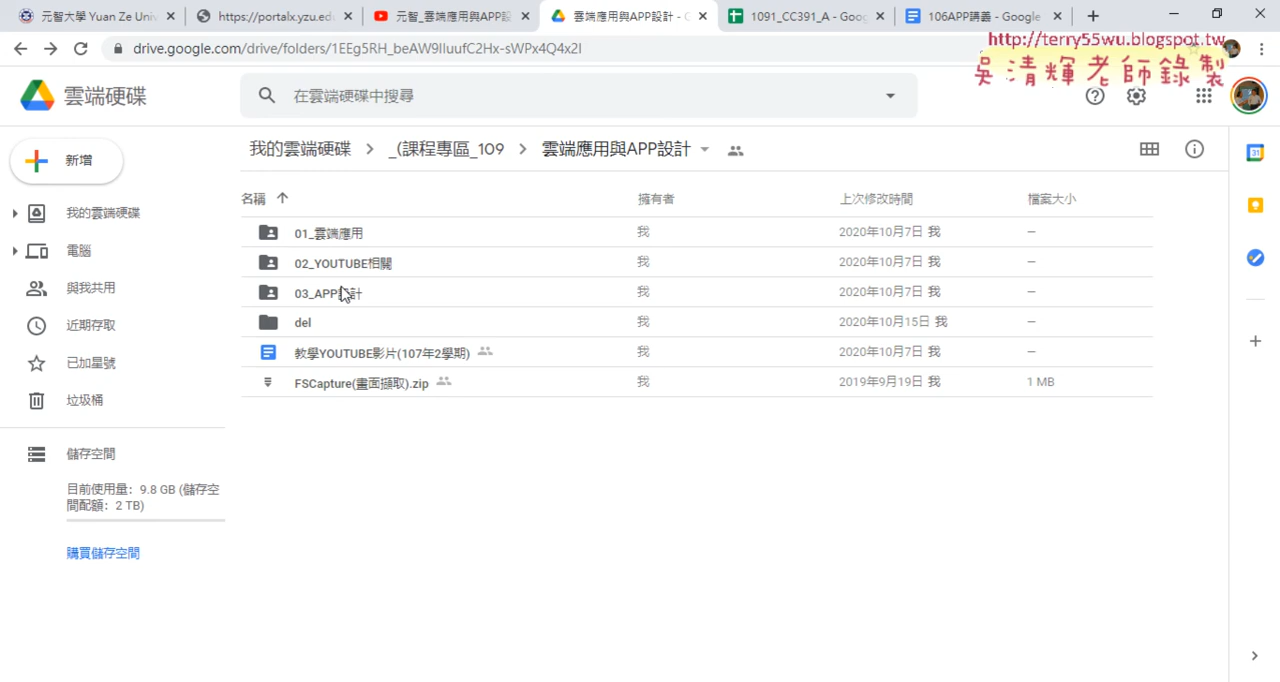 元智大學 Yuan Ze Univ
https://portalx.yzu.edu
元智_雲端應用與APP設
雲端應用與APP設計 - G
1091_CC391_A - Goog
106APP講義 - Google
drive.google.com/drive/folders/1EEg5RH_beAW9IIuufC2Hx-sWPx4Q4x2I
http://terry55wu.blogspot.tw
吳清輝老師錄製
雲端硬碟
在雲端硬碟中搜尋
新增
我的雲端硬碟 > _(課程專區_109 > 雲端應用與APP設計
名稱
擁有者
上次修改時間
檔案大小
我的雲端硬碟
電腦
與我共用
近期存取
已加星號
垃圾桶
儲存空間
目前使用量: 9.8 GB (儲存空
間配額: 2 TB)
購買儲存空間
01_雲端應用 我 2020年10月7日 我 –
02_YOUTUBE相關 我 2020年10月7日 我 –
03_APP設計 我 2020年10月7日 我 –
del 我 2020年10月15日 我 –
教學YOUTUBE影片(107年2學期) 我 2020年10月7日 我 –
FSCapture(畫面擷取).zip 我 2019年9月19日 我 1 MB
31